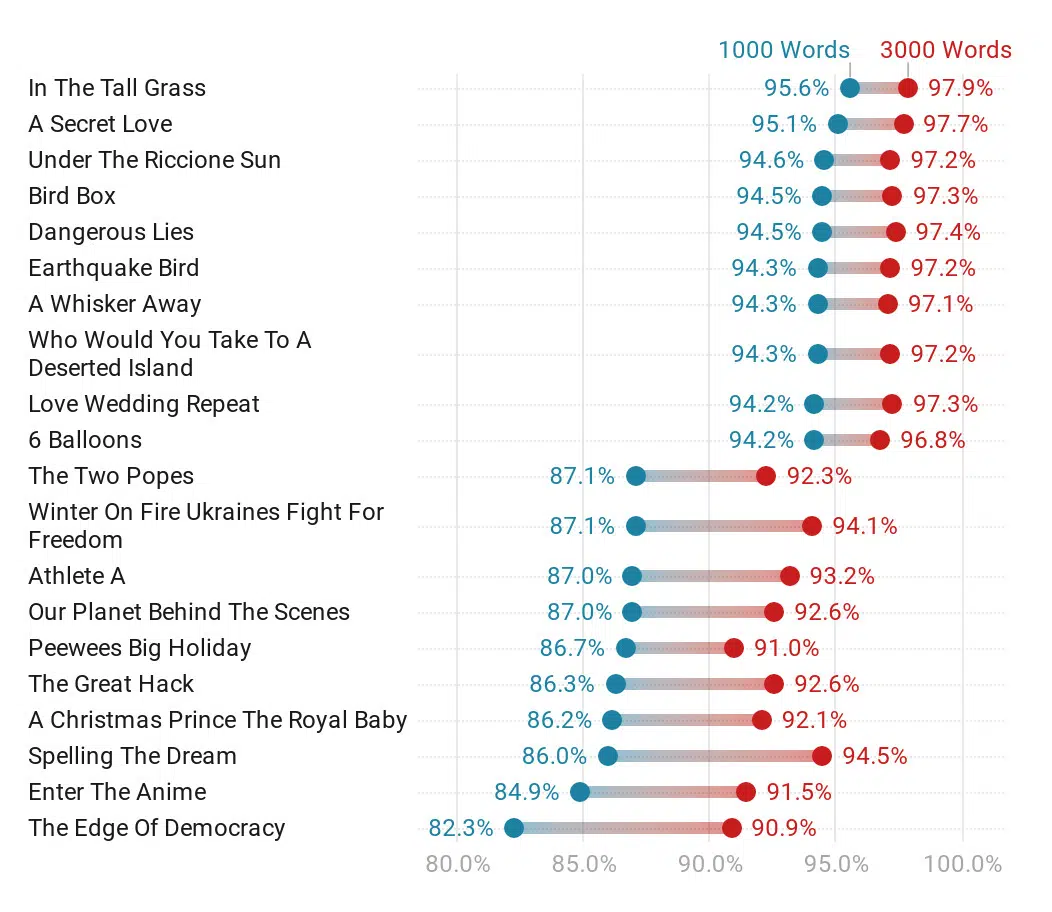 1000 Words 3000 Words
In The Tall Grass 95.6% 97.9%
A Secret Love 95.1% 97.7%
Under The Riccione Sun 94.6% 97.2%
Bird Box 94.5% 97.3%
Dangerous Lies 94.5% 97.4%
Earthquake Bird 94.3% 97.2%
A Whisker Away 94.3% 97.1%
Who Would You Take To A
Deserted Island 94.3% 97.2%
Love Wedding Repeat 94.2% 97.3%
6 Balloons 94.2% 96.8%
The Two Popes 87.1% 92.3%
Winter On Fire Ukraines Fight For
Freedom 87.1% 94.1%
Athlete A 87.0% 93.2%
Our Planet Behind The Scenes 87.0% 92.6%
Peewees Big Holiday 86.7% 91.0%
The Great Hack 86.3% 92.6%
A Christmas Prince The Royal Baby 86.2% 92.1%
Spelling The Dream 86.0% 94.5%
Enter The Anime 84.9% 91.5%
The Edge Of Democracy 82.3% 90.9%
80.0% 85.0% 90.0% 95.0% 100.0%